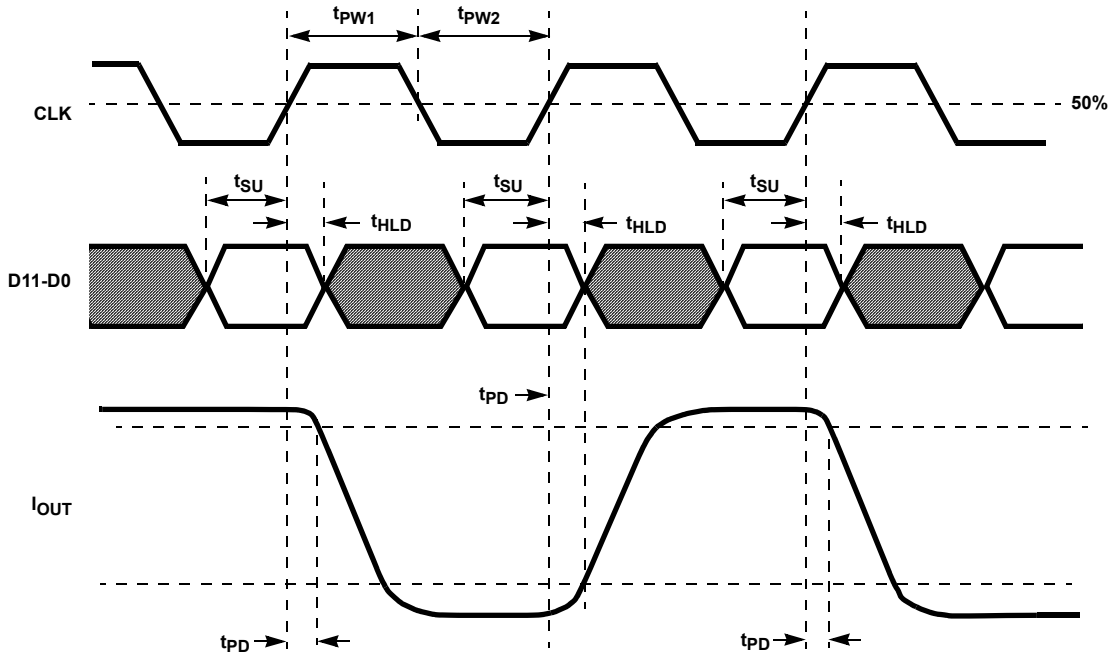 tPW1 tPW2
CLK
50%
tSU tSU tSU
tHLD tHLD tHLD
D11-D0
tPD
IOUT
tPD tPD